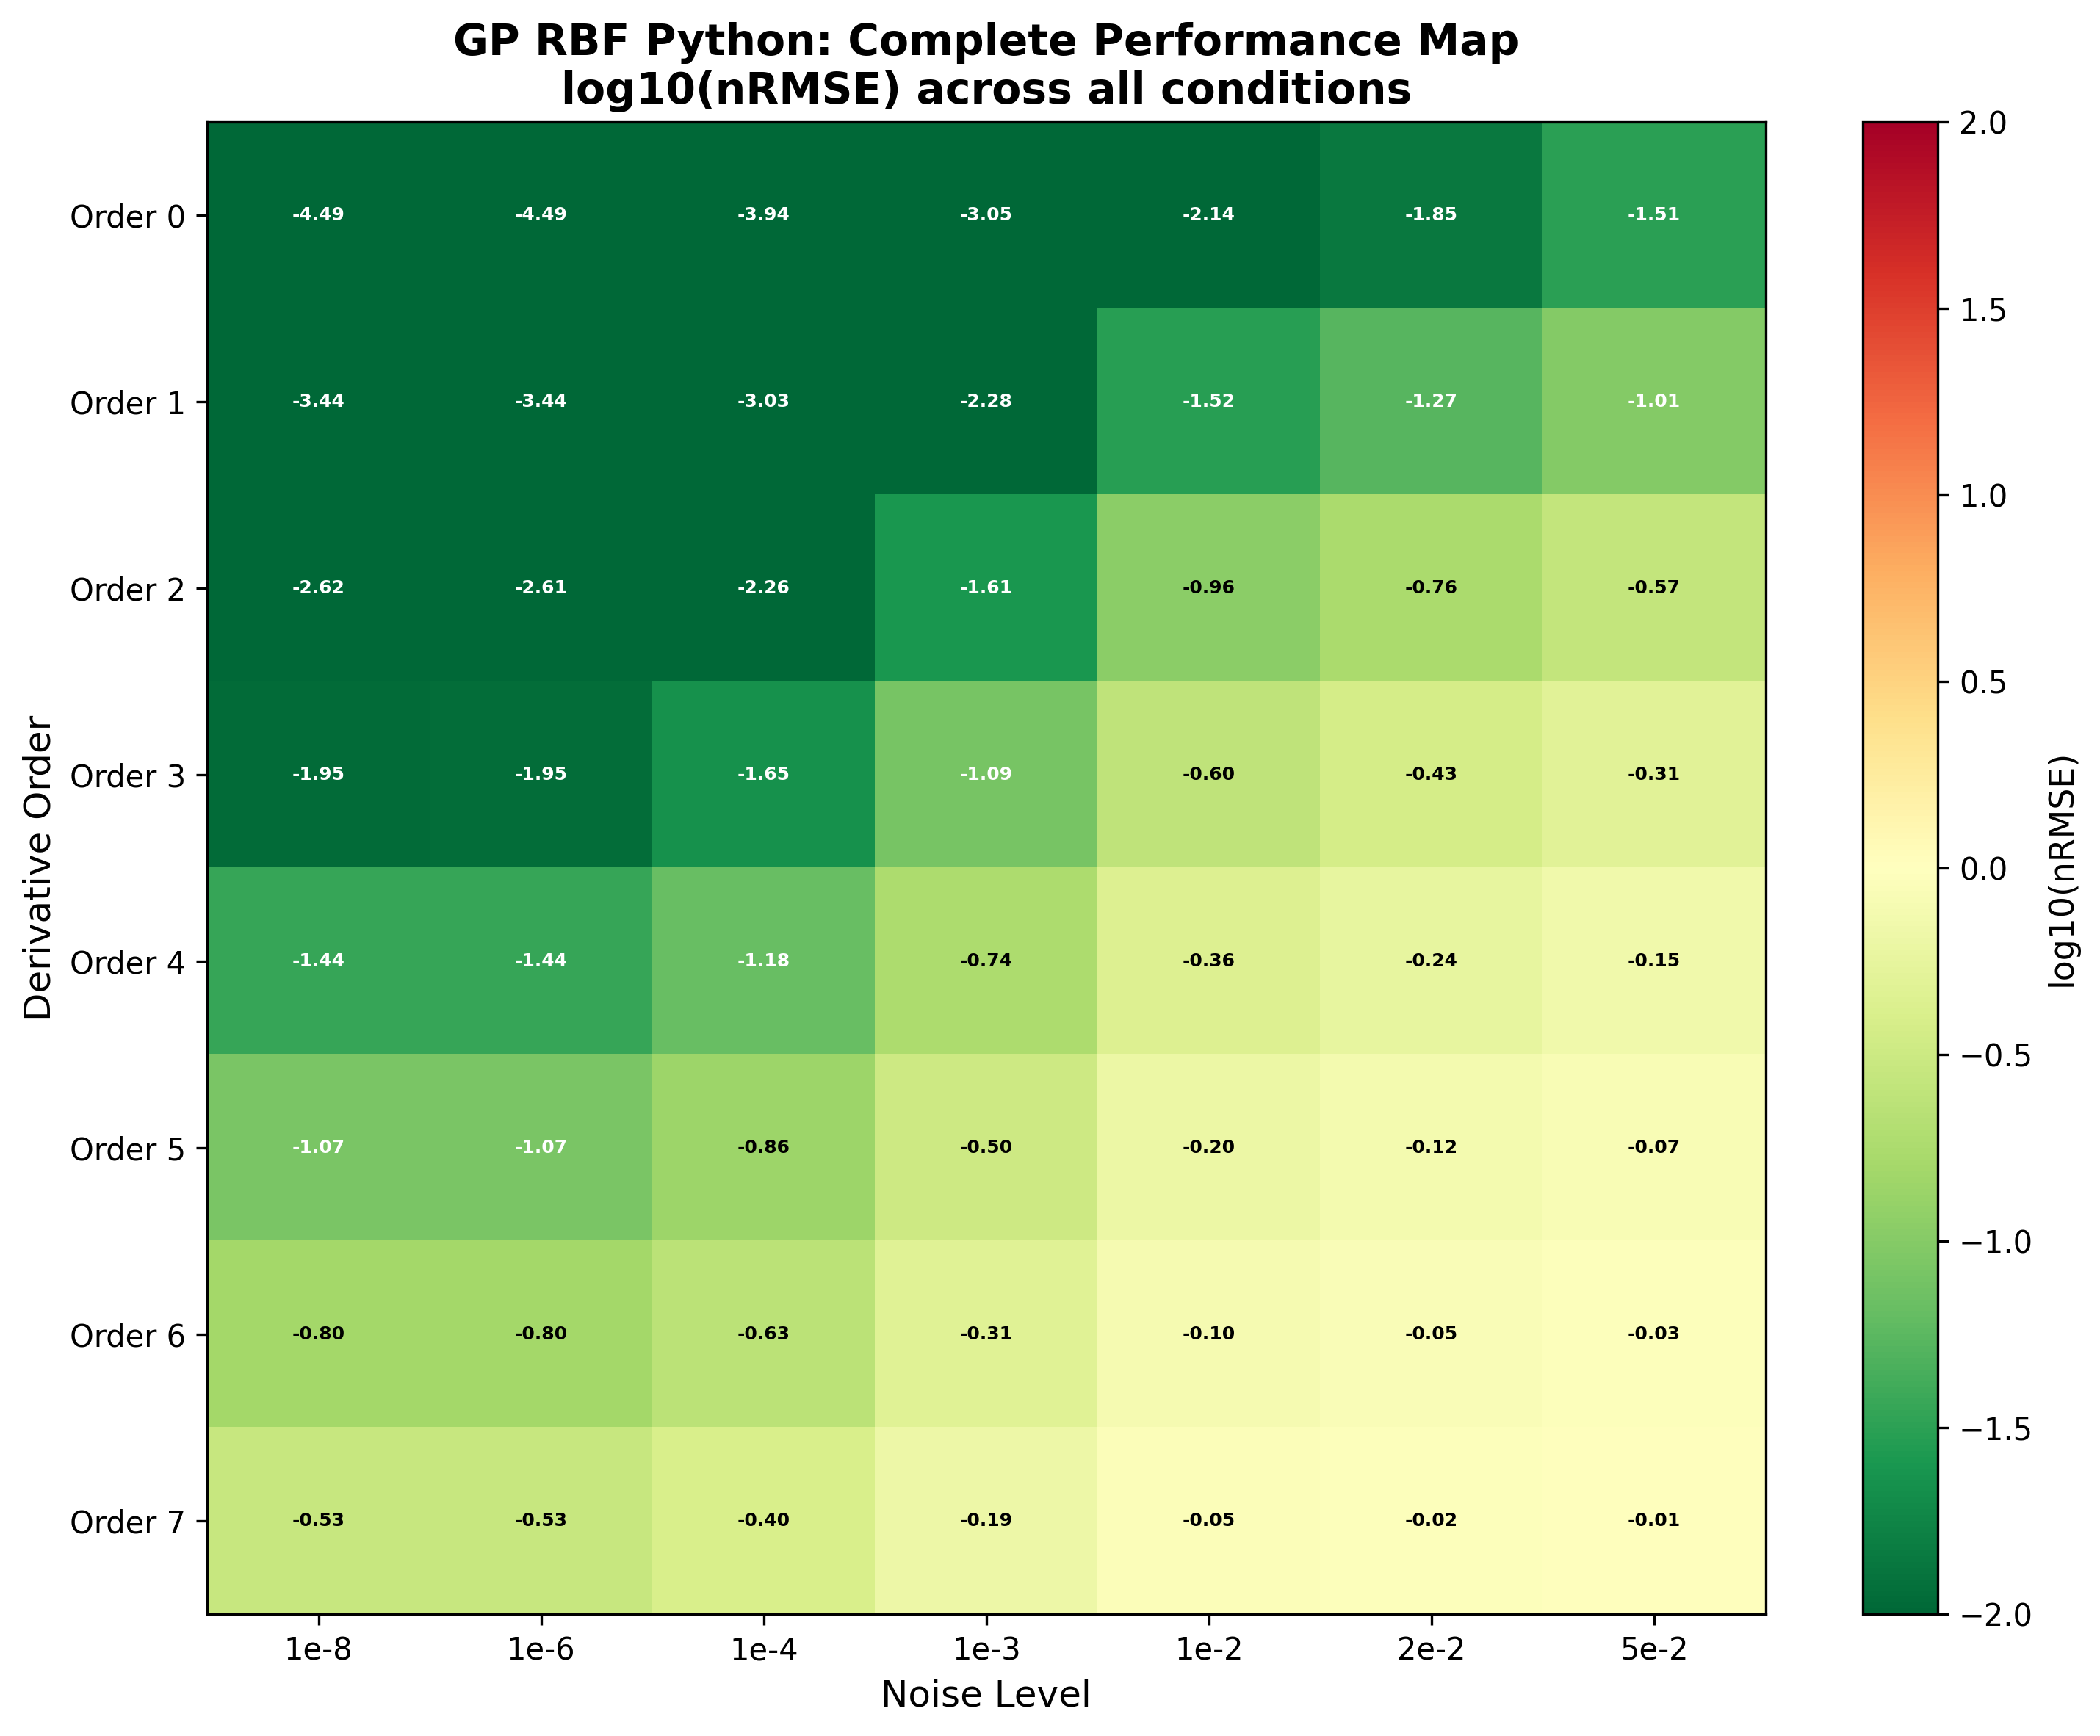 GP RBF Python: Complete Performance Map
log10(nRMSE) across all conditions
Derivative Order
Order 0 -4.49 -4.49 -3.94 -3.05 -2.14 -1.85 -1.51
Order 1 -3.44 -3.44 -3.03 -2.28 -1.52 -1.27 -1.01
Order 2 -2.62 -2.61 -2.26 -1.61 -0.96 -0.76 -0.57
Order 3 -1.95 -1.95 -1.65 -1.09 -0.60 -0.43 -0.31
Order 4 -1.44 -1.44 -1.18 -0.74 -0.36 -0.24 -0.15
Order 5 -1.07 -1.07 -0.86 -0.50 -0.20 -0.12 -0.07
Order 6 -0.80 -0.80 -0.63 -0.31 -0.10 -0.05 -0.03
Order 7 -0.53 -0.53 -0.40 -0.19 -0.05 -0.02 -0.01
1e-8 1e-6 1e-4 1e-3 1e-2 2e-2 5e-2
Noise Level
2.0
1.5
1.0
0.5
0.0
−0.5
−1.0
−1.5
−2.0
log10(nRMSE)